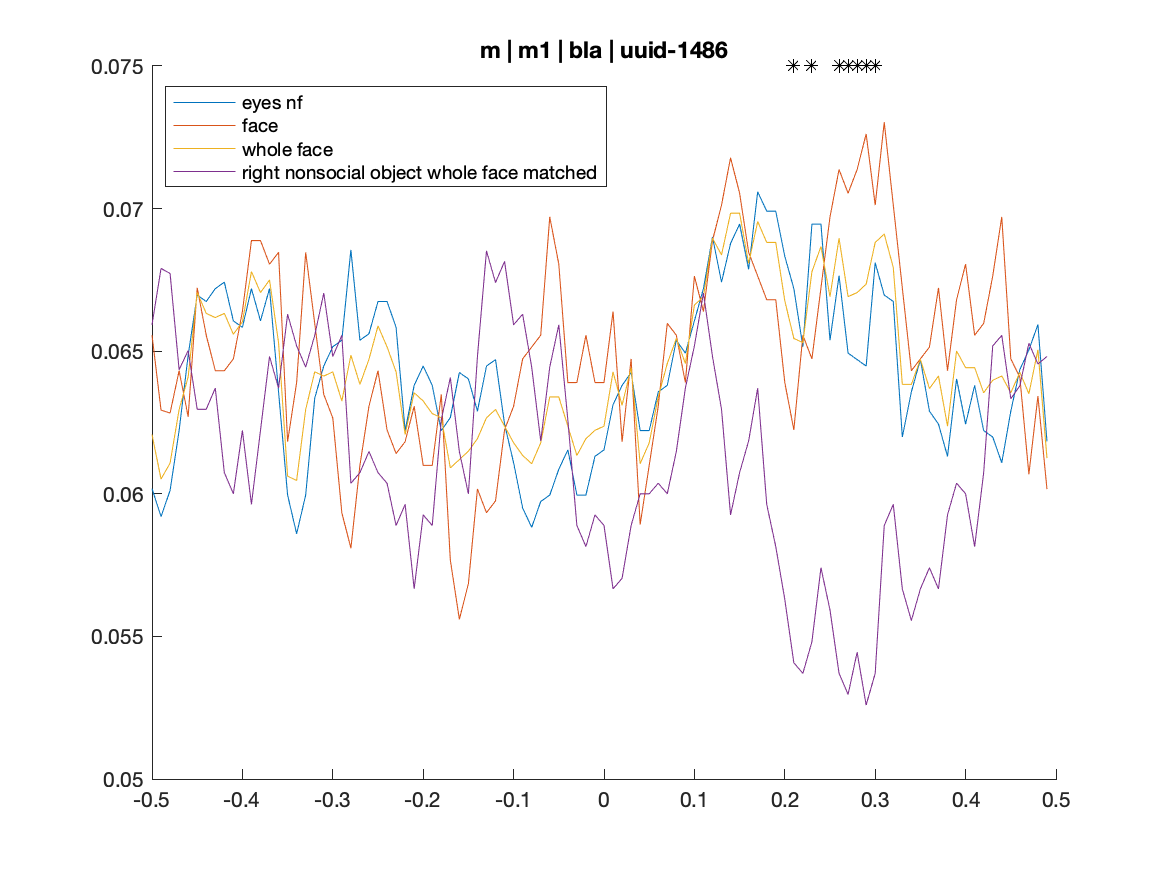 m | m1 | bla | uuid-1486
0.075
0.07
0.065
0.06
0.055
0.05
eyes nf
face
whole face
right nonsocial object whole face matched
-0.5 -0.4 -0.3 -0.2 -0.1 0 0.1 0.2 0.3 0.4 0.5